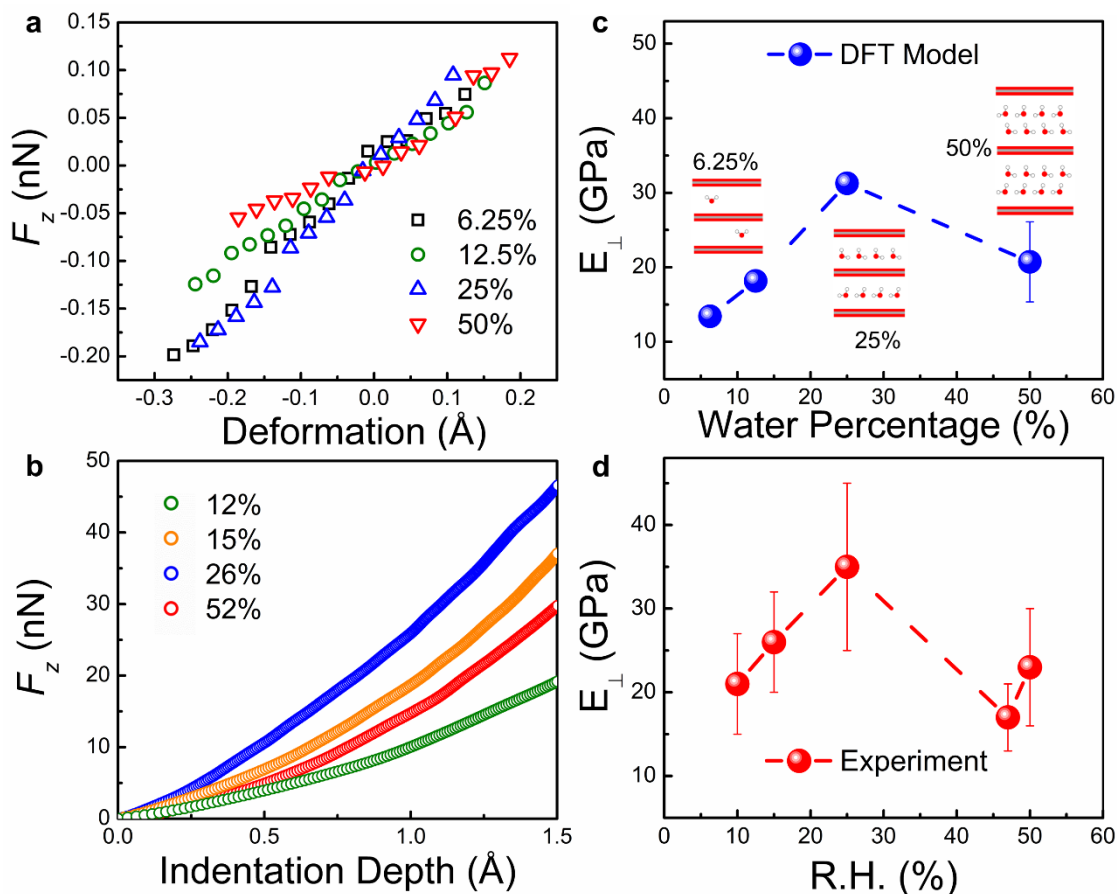 a
0.15
0.10
0.05
0.00
-0.05
-0.10
-0.15
-0.20
F_z (nN)
6.25%
12.5%
25%
50%
-0.3 -0.2 -0.1 0.0 0.1 0.2
Deformation (Å)
c
50
40
30
20
10
E⊥ (GPa)
DFT Model
6.25%
50%
25%
0 10 20 30 40 50 60
Water Percentage (%)
b
50
40
30
20
10
0
F_z (nN)
12%
15%
26%
52%
0.0 0.5 1.0 1.5
Indentation Depth (Å)
d
50
40
30
20
10
E⊥ (GPa)
Experiment
0 10 20 30 40 50 60
R.H. (%)